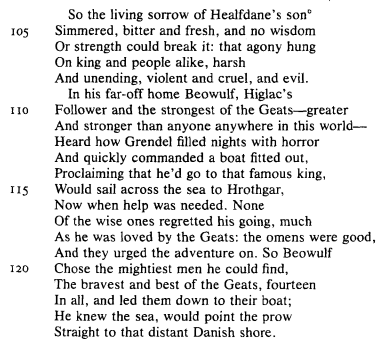 So the living sorrow of Healfdane's son°
105 Simmered, bitter and fresh, and no wisdom
Or strength could break it: that agony hung
On king and people alike, harsh
And unending, violent and cruel, and evil.
In his far-off home Beowulf, Higlac's
110 Follower and the strongest of the Geats—greater
And stronger than anyone anywhere in this world—
Heard how Grendel filled nights with horror
And quickly commanded a boat fitted out,
Proclaiming that he'd go to that famous king,
115 Would sail across the sea to Hrothgar,
Now when help was needed. None
Of the wise ones regretted his going, much
As he was loved by the Geats: the omens were good,
And they urged the adventure on. So Beowulf
120 Chose the mightiest men he could find,
The bravest and best of the Geats, fourteen
In all, and led them down to their boat;
He knew the sea, would point the prow
Straight to that distant Danish shore.